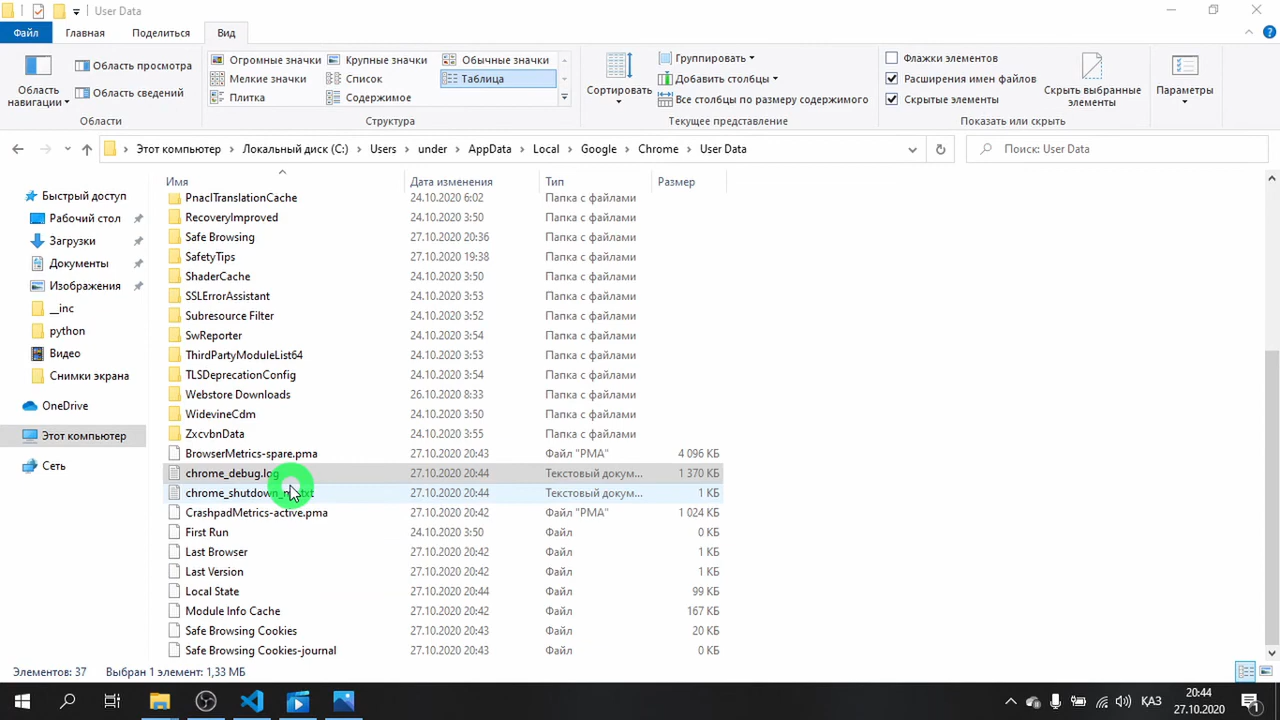 User Data
Файл Главная Поделиться Вид
Область навигации
Область просмотра
Область сведений
Области
Огромные значки Крупные значки Обычные значки
Мелкие значки Список Таблица
Плитка Содержимое
Структура
Сортировать
Группировать
Добавить столбцы
Все столбцы по размеру содержимого
Текущее представление
Флажки элементов
Расширения имен файлов
Скрытые элементы
Скрыть выбранные элементы
Показать или скрыть
Параметры
Этот компьютер Локальный диск (C:) Users under AppData Local Google Chrome User Data
Поиск: User Data
Быстрый доступ
Рабочий стол
Загрузки
Документы
Изображения
__inc
python
Видео
Снимки экрана
OneDrive
Этот компьютер
Сеть
Имя Дата изменения Тип Размер
PnaclTranslationCache 24.10.2020 6:02 Папка с файлами
RecoveryImproved 24.10.2020 3:50 Папка с файлами
Safe Browsing 27.10.2020 20:36 Папка с файлами
SafetyTips 27.10.2020 19:38 Папка с файлами
ShaderCache 24.10.2020 3:50 Папка с файлами
SSLErrorAssistant 24.10.2020 3:53 Папка с файлами
Subresource Filter 24.10.2020 3:52 Папка с файлами
SwReporter 24.10.2020 3:54 Папка с файлами
ThirdPartyModuleList64 24.10.2020 3:53 Папка с файлами
TLSDeprecationConfig 24.10.2020 3:54 Папка с файлами
Webstore Downloads 26.10.2020 8:33 Папка с файлами
WidevineCdm 24.10.2020 3:50 Папка с файлами
ZxcvbnData 24.10.2020 3:55 Папка с файлами
BrowserMetrics-spare.pma 27.10.2020 20:43 Файл "PMA" 4 096 КБ
chrome_debug.log 27.10.2020 20:44 Текстовый докум... 1 370 КБ
27.10.2020 20:44 Текстовый докум... 1 КБ
CrashpadMetrics-active.pma 27.10.2020 20:42 Файл "PMA" 1 024 КБ
First Run 24.10.2020 3:50 Файл 0 КБ
Last Browser 27.10.2020 20:42 Файл 1 КБ
Last Version 27.10.2020 20:42 Файл 1 КБ
Local State 27.10.2020 20:44 Файл 99 КБ
Module Info Cache 27.10.2020 20:42 Файл 167 КБ
Safe Browsing Cookies 27.10.2020 20:43 Файл 20 КБ
Safe Browsing Cookies-journal 27.10.2020 20:43 Файл 0 КБ
Элементов: 37 Выбран 1 элемент: 1,33 МБ
ҚАЗ
20:44
27.10.2020
1